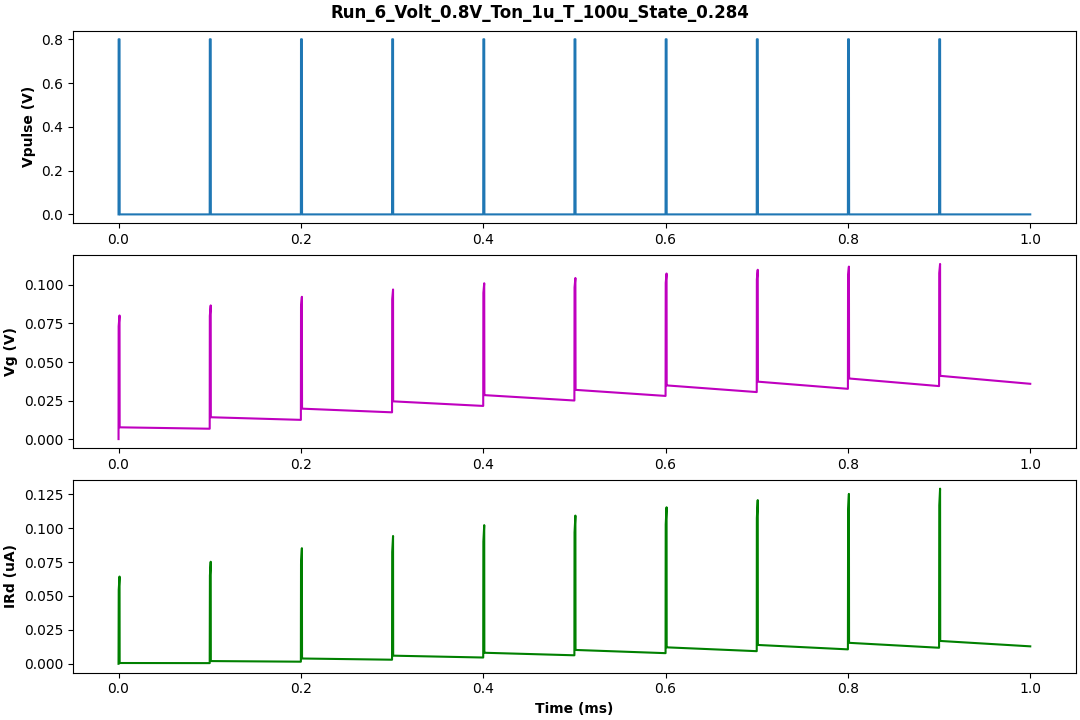 Run_6_Volt_0.8V_Ton_1u_T_100u_State_0.284
Vpulse (V)
0.8
0.6
0.4
0.2
0.0
0.0 0.2 0.4 0.6 0.8 1.0
Vg (V)
0.100
0.075
0.050
0.025
0.000
0.0 0.2 0.4 0.6 0.8 1.0
IRd (uA)
0.125
0.100
0.075
0.050
0.025
0.000
0.0 0.2 0.4 0.6 0.8 1.0
Time (ms)